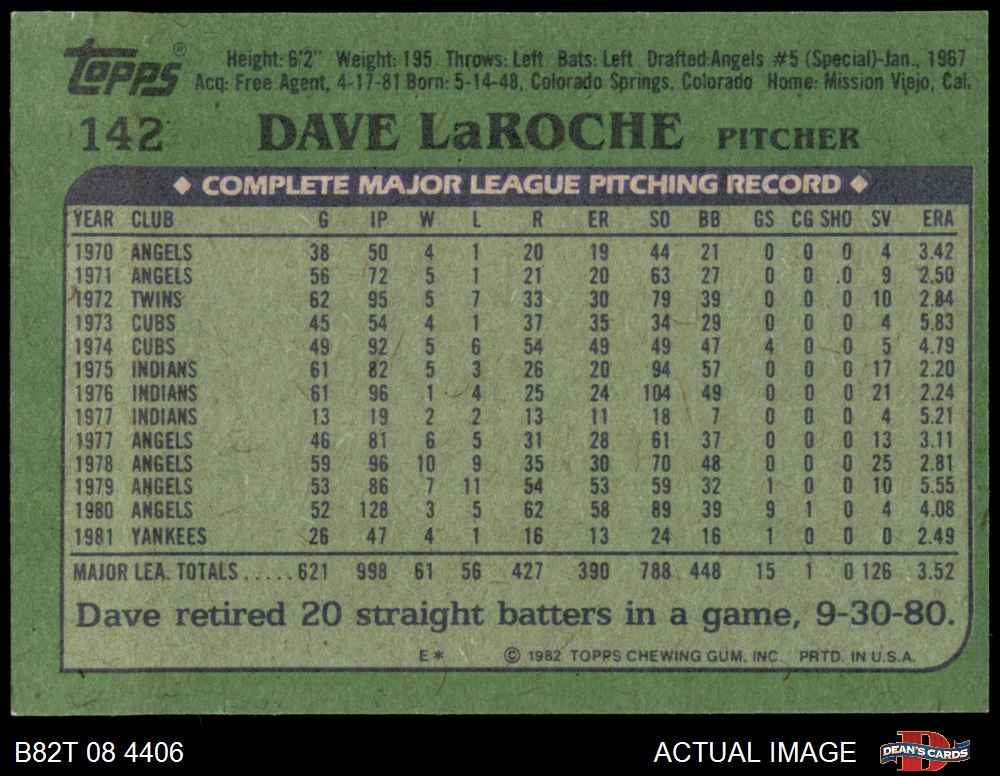 Topps ® Height: 6'2" Weight: 195 Throws: Left Bats: Left Drafted: Angels #5 (Special)-Jan., 1967
Acq: Free Agent, 4-17-81 Born: 5-14-48, Colorado Springs, Colorado Home: Mission Viejo, Cal.
142 DAVE LaROCHE PITCHER
◆ COMPLETE MAJOR LEAGUE PITCHING RECORD ◆
YEAR CLUB G IP W L R ER SO BB GS CG SHO SV ERA
1970 ANGELS 38 50 4 1 20 19 44 21 0 0 0 4 3.42
1971 ANGELS 56 72 5 1 21 20 63 27 0 0 0 9 2.50
1972 TWINS 62 95 5 7 33 30 79 39 0 0 0 10 2.84
1973 CUBS 45 54 4 1 37 35 34 29 0 0 0 4 5.83
1974 CUBS 49 92 5 6 54 49 49 47 4 0 0 5 4.79
1975 INDIANS 61 82 5 3 26 20 94 57 0 0 0 17 2.20
1976 INDIANS 61 96 1 4 25 24 104 49 0 0 0 21 2.24
1977 INDIANS 13 19 2 2 13 11 18 7 0 0 0 4 5.21
1977 ANGELS 46 81 6 5 31 28 61 37 0 0 0 13 3.11
1978 ANGELS 59 96 10 9 35 30 70 48 0 0 0 25 2.81
1979 ANGELS 53 86 7 11 54 53 59 32 1 0 0 10 5.55
1980 ANGELS 52 128 3 5 62 58 89 39 9 1 0 4 4.08
1981 YANKEES 26 47 4 1 16 13 24 16 1 0 0 0 2.49
MAJOR LEA. TOTALS..... 621 998 61 56 427 390 788 448 15 1 0 126 3.52
Dave retired 20 straight batters in a game, 9-30-80.
E* © 1982 TOPPS CHEWING GUM, INC. PRTD. IN U.S.A.
B82T 08 4406 ACTUAL IMAGE D DEAN'S CARDS